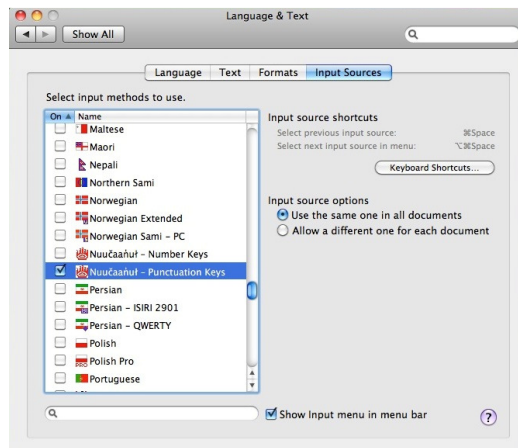 Language & Text
Show All
Language Text Formats Input Sources
Select input methods to use.
On Name
Maltese
Maori
Nepali
Northern Sami
Norwegian
Norwegian Extended
Norwegian Sami – PC
Nuučaan̓uł – Number Keys
Nuučaan̓uł – Punctuation Keys
Persian
Persian – ISIRI 2901
Persian – QWERTY
Polish
Polish Pro
Portuguese
Input source shortcuts
Select previous input source: ⌘Space
Select next input source in menu: ⌥⌘Space
Keyboard Shortcuts...
Input source options
Use the same one in all documents
Allow a different one for each document
Show Input menu in menu bar
?